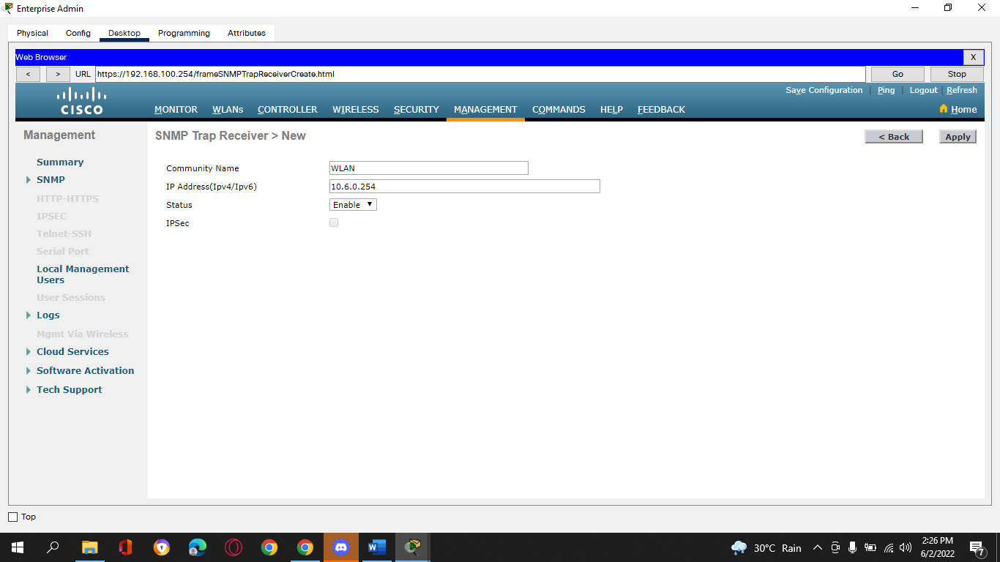 Enterprise Admin
Physical Config Desktop Programming Attributes
Web Browser X
< > URL https://192.168.100.254/frameSNMPTrapReceiverCreate.html Go Stop
Save Configuration | Ping | Logout | Refresh
CISCO
MONITOR WLANs CONTROLLER WIRELESS SECURITY MANAGEMENT COMMANDS HELP FEEDBACK Home
Management
Summary
SNMP
HTTP-HTTPS
IPSEC
Telnet-SSH
Serial Port
Local Management
Users
User Sessions
Logs
Mgmt Via Wireless
Cloud Services
Software Activation
Tech Support
SNMP Trap Receiver > New < Back Apply
Community Name WLAN
IP Address(Ipv4/Ipv6) 10.6.0.254
Status Enable
IPSec
Top
30°C Rain
2:26 PM
6/2/2022
7